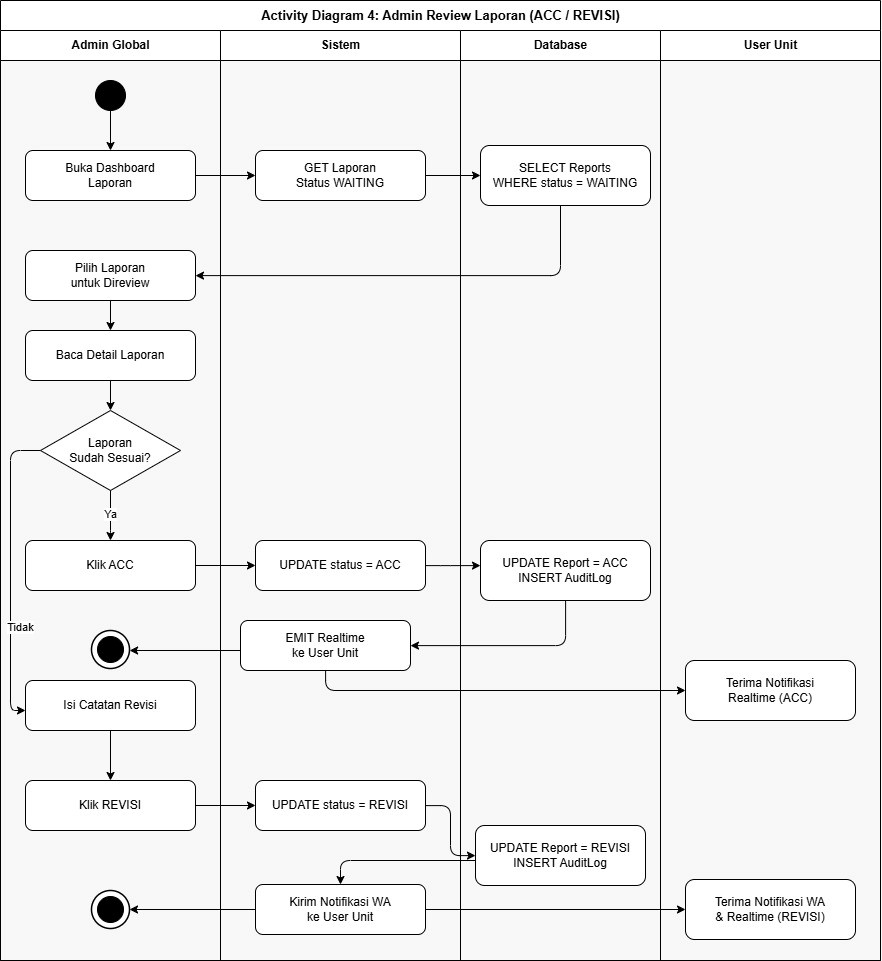 Activity Diagram 4: Admin Review Laporan (ACC / REVISI)
Admin Global
Sistem
Database
User Unit
Buka Dashboard
Laporan
GET Laporan
Status WAITING
SELECT Reports
WHERE status = WAITING
Pilih Laporan
untuk Direview
Baca Detail Laporan
Laporan
Sudah Sesuai?
Ya
Klik ACC
UPDATE status = ACC
UPDATE Report = ACC
INSERT AuditLog
Tidak
EMIT Realtime
ke User Unit
Terima Notifikasi
Realtime (ACC)
Isi Catatan Revisi
Klik REVISI
UPDATE status = REVISI
UPDATE Report = REVISI
INSERT AuditLog
Kirim Notifikasi WA
ke User Unit
Terima Notifikasi WA
& Realtime (REVISI)